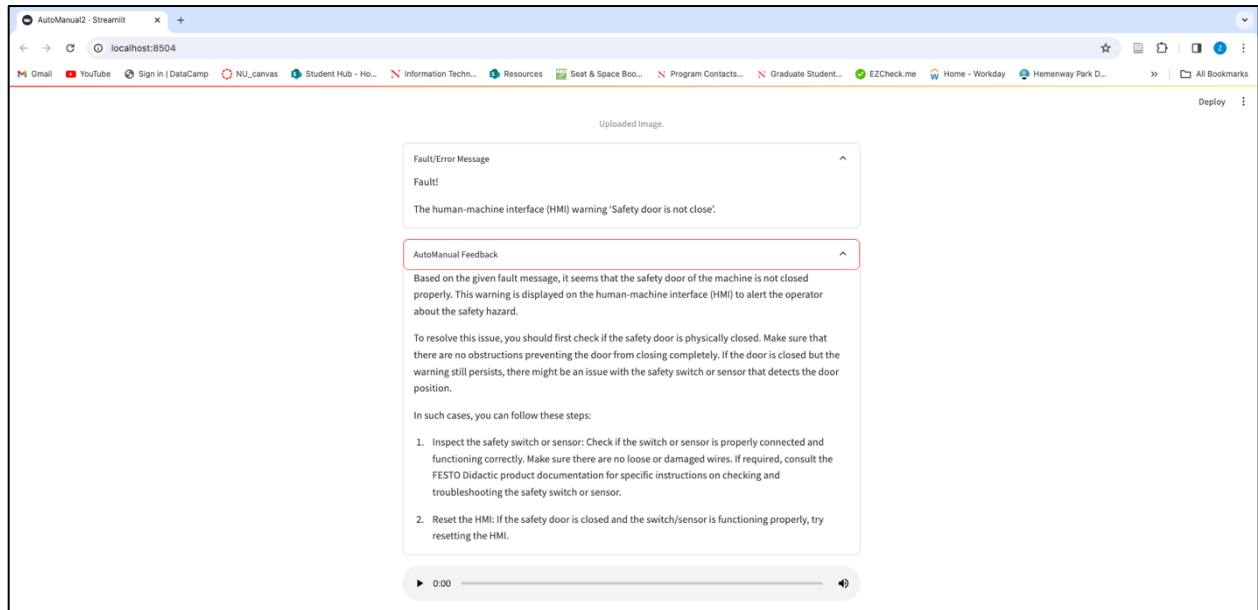 AutoManual2 · Streamlit
localhost:8504
Gmail YouTube Sign in | DataCamp NU_canvas Student Hub - Ho... Information Techn... Resources Seat & Space Boo... Program Contacts... Graduate Student... EZCheck.me Home - Workday Hemenway Park D... » All Bookmarks
Deploy
Uploaded Image.
Fault/Error Message
Fault!
The human-machine interface (HMI) warning ‘Safety door is not close’.
AutoManual Feedback
Based on the given fault message, it seems that the safety door of the machine is not closed
properly. This warning is displayed on the human-machine interface (HMI) to alert the operator
about the safety hazard.
To resolve this issue, you should first check if the safety door is physically closed. Make sure that
there are no obstructions preventing the door from closing completely. If the door is closed but the
warning still persists, there might be an issue with the safety switch or sensor that detects the door
position.
In such cases, you can follow these steps:
1. Inspect the safety switch or sensor: Check if the switch or sensor is properly connected and
functioning correctly. Make sure there are no loose or damaged wires. If required, consult the
FESTO Didactic product documentation for specific instructions on checking and
troubleshooting the safety switch or sensor.
2. Reset the HMI: If the safety door is closed and the switch/sensor is functioning properly, try
resetting the HMI.
0:00